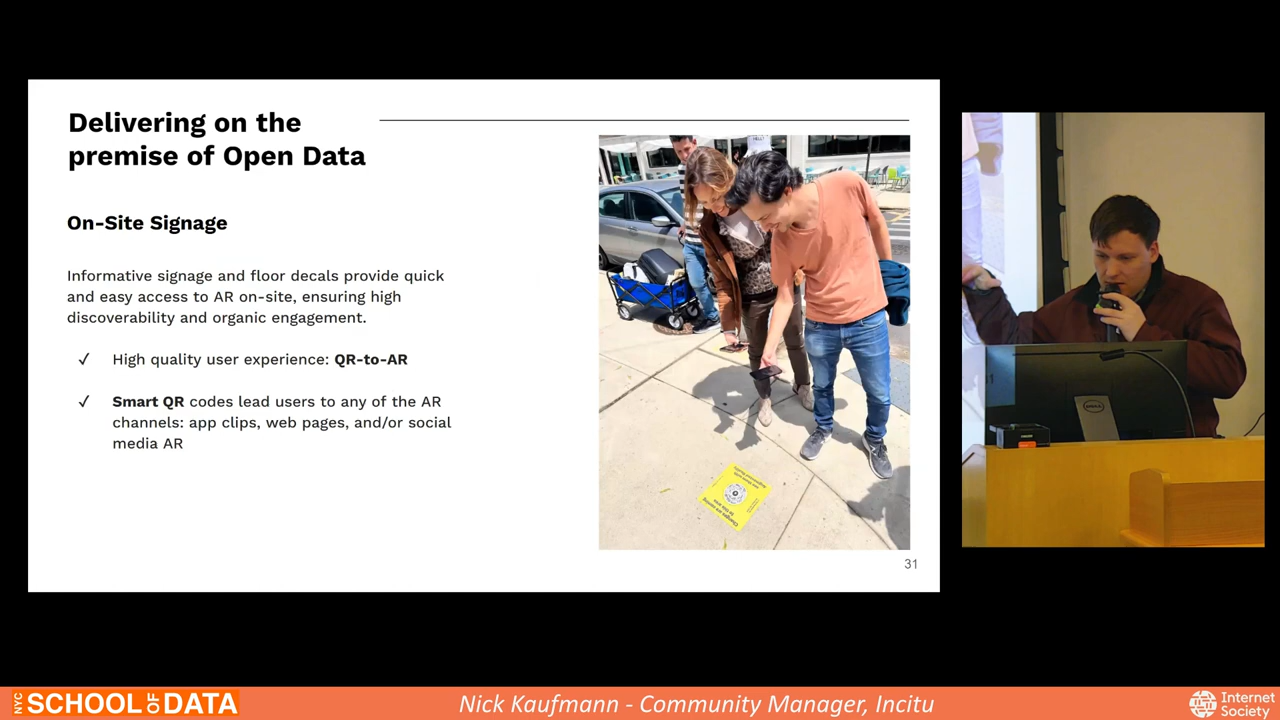 Delivering on the
premise of Open Data
On-Site Signage
Informative signage and floor decals provide quick
and easy access to AR on-site, ensuring high
discoverability and organic engagement.
✓ High quality user experience: QR-to-AR
✓ Smart QR codes lead users to any of the AR
channels: app clips, web pages, and/or social
media AR
31
DELL
NYC SCHOOL OF DATA
Nick Kaufmann - Community Manager, Incitu
Internet
Society